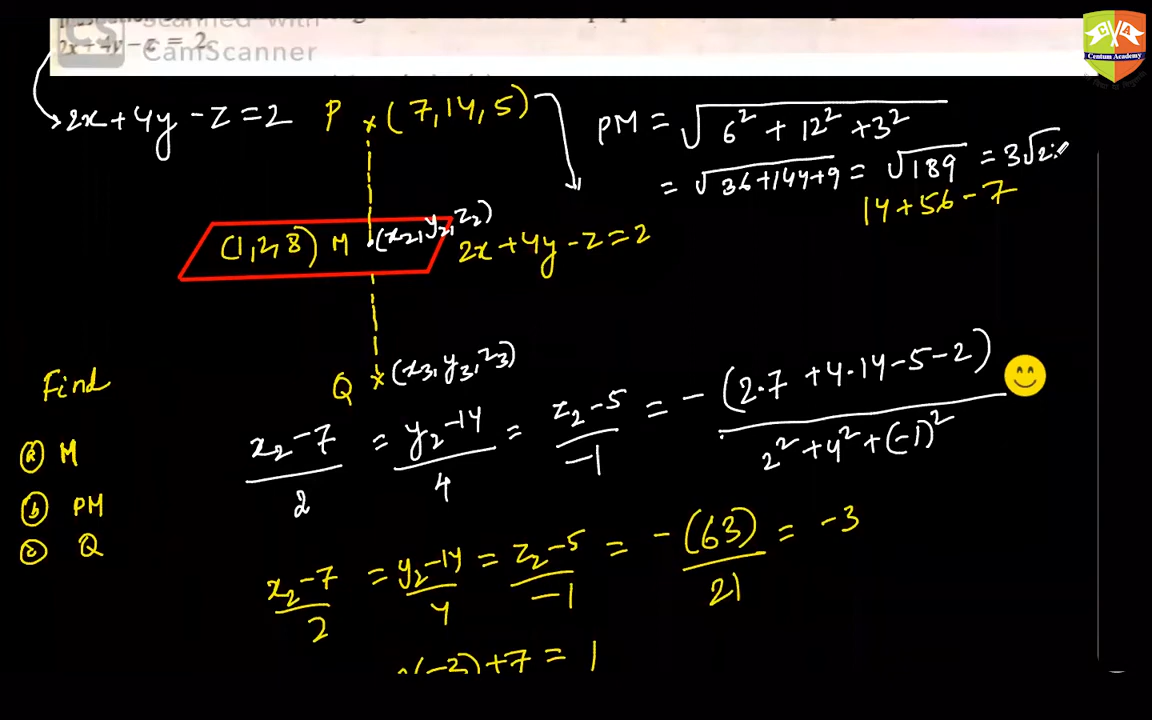 2x+4y-z = 2
CamScanner
CYA
Centum Academy
2x+4y-z=2 P (7,14,5)
PM = √6²+12²+3²
= √36+144+9 = √189 = 3√2
14+56-7
(1,2,8) M (x₂,y₂,z₂) 2x+4y-z=2
Q (x₃,y₃,z₃)
Find
(a) M
(b) PM
(c) Q
x₂-7/2 = y₂-14/4 = z₂-5/-1 = -(2·7+4·14-5-2)/2²+4²+(-1)²
x₂-7/2 = y₂-14/4 = z₂-5/-1 = -(63)/21 = -3
(-3)+7 = 1